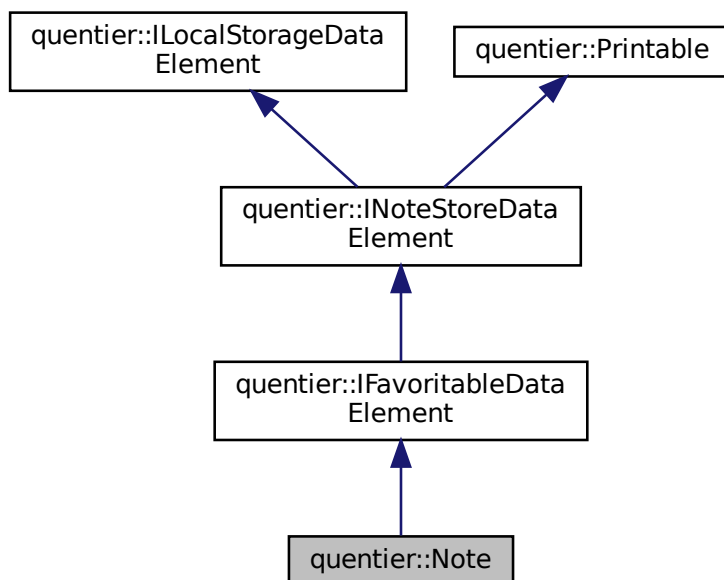 quentier::ILocalStorageData
Element
quentier::Printable
quentier::INoteStoreData
Element
quentier::IFavoritableData
Element
quentier::Note